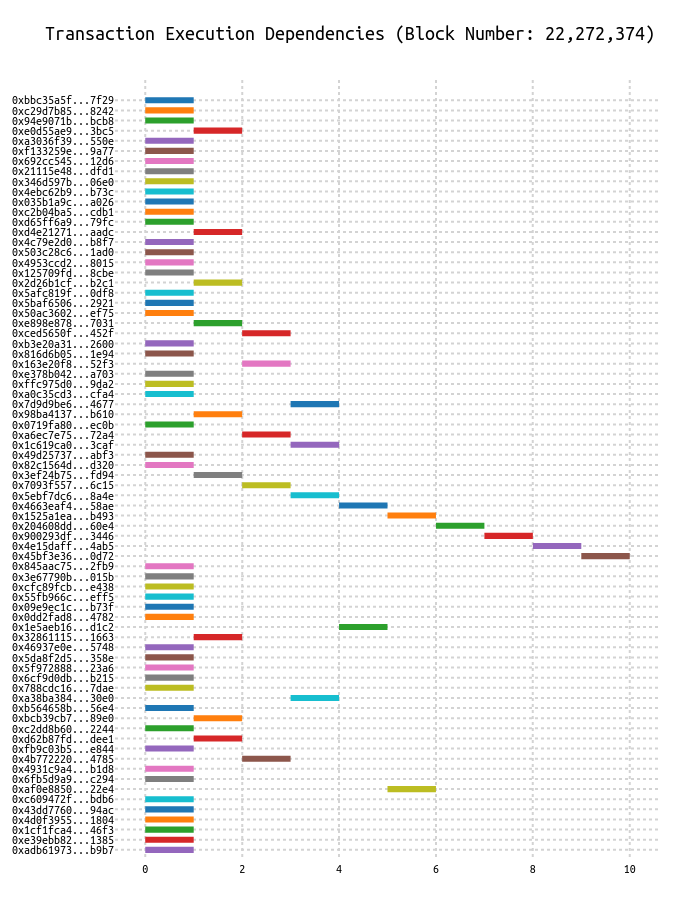 Transaction Execution Dependencies (Block Number: 22,272,374)
0xbbc35a5f...7f29
0xc29d7b85...8242
0x94e9071b...bcb8
0xe0d55ae9...3bc5
0xa3036f39...550e
0xf133259e...9a77
0x692cc545...12d6
0x21115e48...dfd1
0x346d597b...06e0
0x4ebc62b9...b73c
0x035b1a9c...a026
0xc2b04ba5...cdb1
0xd65ff6a9...79fc
0xd4e21271...aadc
0x4c79e2d0...b8f7
0x503c28c6...1ad0
0x4953ccd2...8015
0x125709fd...8cbe
0x2d26b1cf...b2c1
0x5afc819f...0df8
0x5baf6506...2921
0x50ac3602...ef75
0xe898e878...7031
0xced5650f...452f
0xb3e20a31...2600
0x816d6b05...1e94
0x163e20f8...52f3
0xe378b042...a703
0xffc975d0...9da2
0xa0c35cd3...cfa4
0x7d9d9be6...4677
0x98ba4137...b610
0x0719fa80...ec0b
0xa6ec7e75...72a4
0x1c619ca0...3caf
0x49d25737...abf3
0x82c1564d...d320
0x3ef24b75...fd94
0x7093f557...6c15
0x5ebf7dc6...8a4e
0x4663eaf4...58ae
0x1525a1ea...b493
0x204608dd...60e4
0x900293df...3446
0x4e15daff...4ab5
0x45bf3e36...0d72
0x845aac75...2fb9
0x3e67790b...015b
0xcfc89fcb...e438
0x55fb966c...eff5
0x09e9ec1c...b73f
0x0dd2fad8...4782
0x1e5aeb16...d1c2
0x32861115...1663
0x46937e0e...5748
0x5da8f2d5...358e
0x5f972888...23a6
0x6cf9d0db...b215
0x788cdc16...7dae
0xa38ba384...30e0
0xb564658b...56e4
0xbcb39cb7...89e0
0xc2dd8b60...2244
0xd62b87fd...dee1
0xfb9c03b5...e844
0x4b772220...4785
0x4931c9a4...b1d8
0x6fb5d9a9...c294
0xaf0e8850...22e4
0xc609472f...bdb6
0x43dd7760...94ac
0x4d0f3955...1804
0x1cf1fca4...46f3
0xe39ebb82...1385
0xadb61973...b9b7
0 2 4 6 8 10